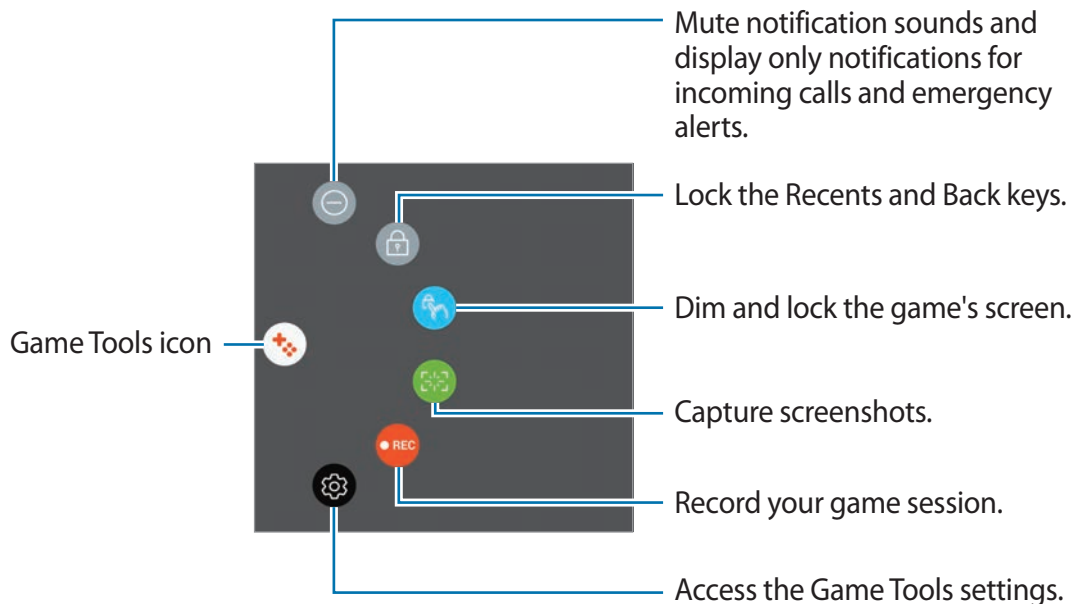 Mute notification sounds and
display only notifications for
incoming calls and emergency
alerts.
Lock the Recents and Back keys.
Dim and lock the game's screen.
Game Tools icon
Capture screenshots.
REC
Record your game session.
Access the Game Tools settings.